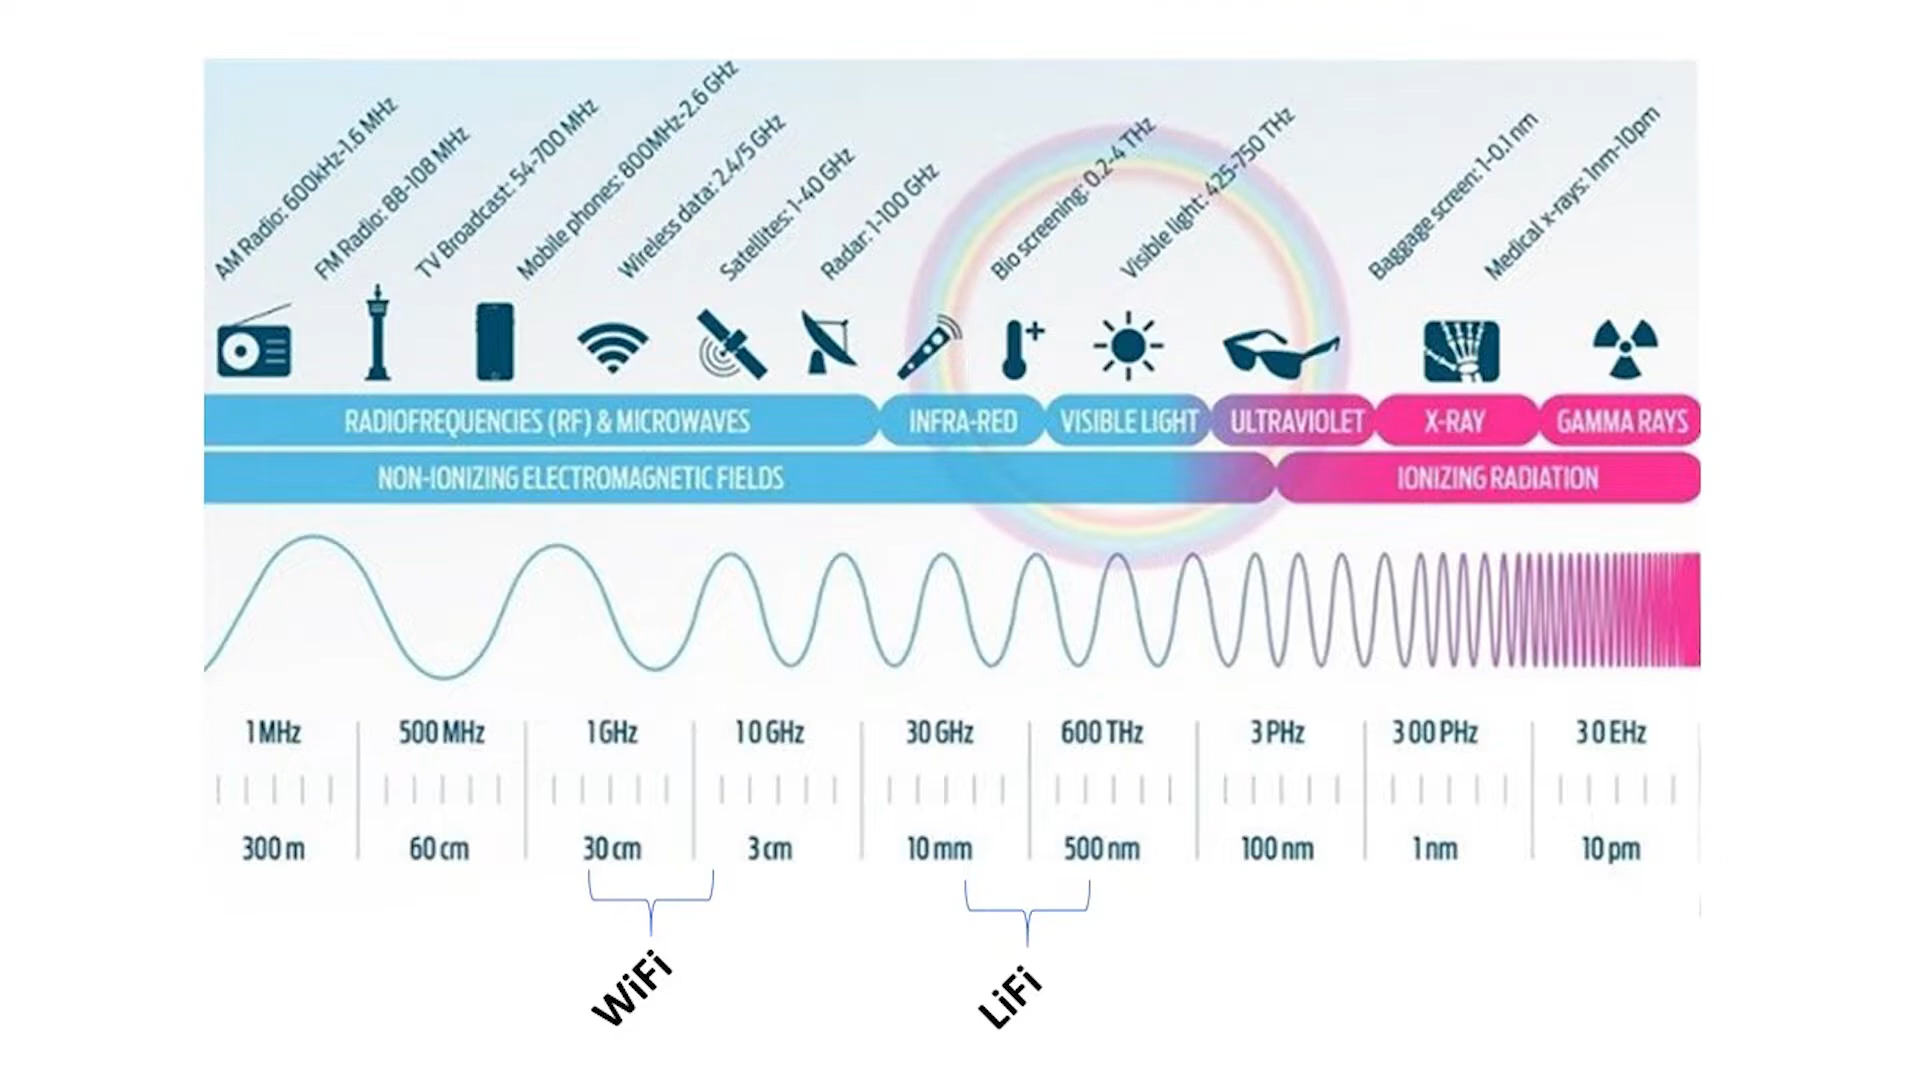 AM Radio: 600kHz-1.6 MHz
FM Radio: 88-108 MHz
TV Broadcast: 54-700 MHz
Mobile phones: 800MHz-2.6 GHz
Wireless data: 2.4/5 GHz
Satellites: 1-40 GHz
Radar: 1-100 GHz
Bio screening: 0.2-4 THz
Visible light: 425-750 THz
Baggage screen: 1-0.1 nm
Medical x-rays: 1nm-10pm
RADIOFREQUENCIES (RF) & MICROWAVES
INFRA-RED
VISIBLE LIGHT
ULTRAVIOLET
X-RAY
GAMMA RAYS
NON-IONIZING ELECTROMAGNETIC FIELDS
IONIZING RADIATION
1 MHz
500 MHz
1 GHz
10 GHz
30 GHz
600 THz
3 PHz
300 PHz
30 EHz
300 m
60 cm
30 cm
3 cm
10 mm
500 nm
100 nm
1 nm
10 pm
WiFi
LiFi